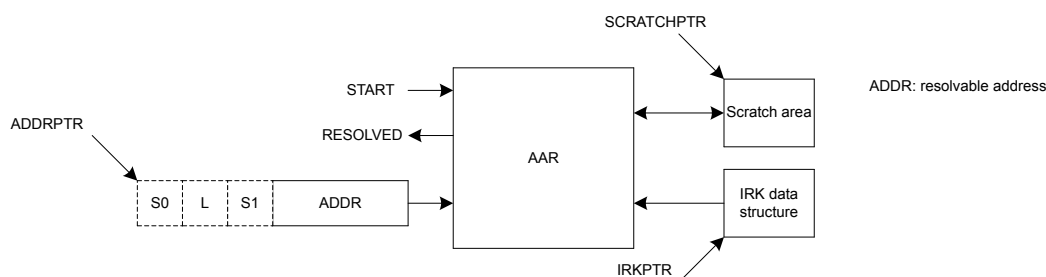 SCRATCHPTR
START
ADDR: resolvable address
Scratch area
ADDRPTR
RESOLVED
AAR
S0 L S1 ADDR
IRK data
structure
IRKPTR